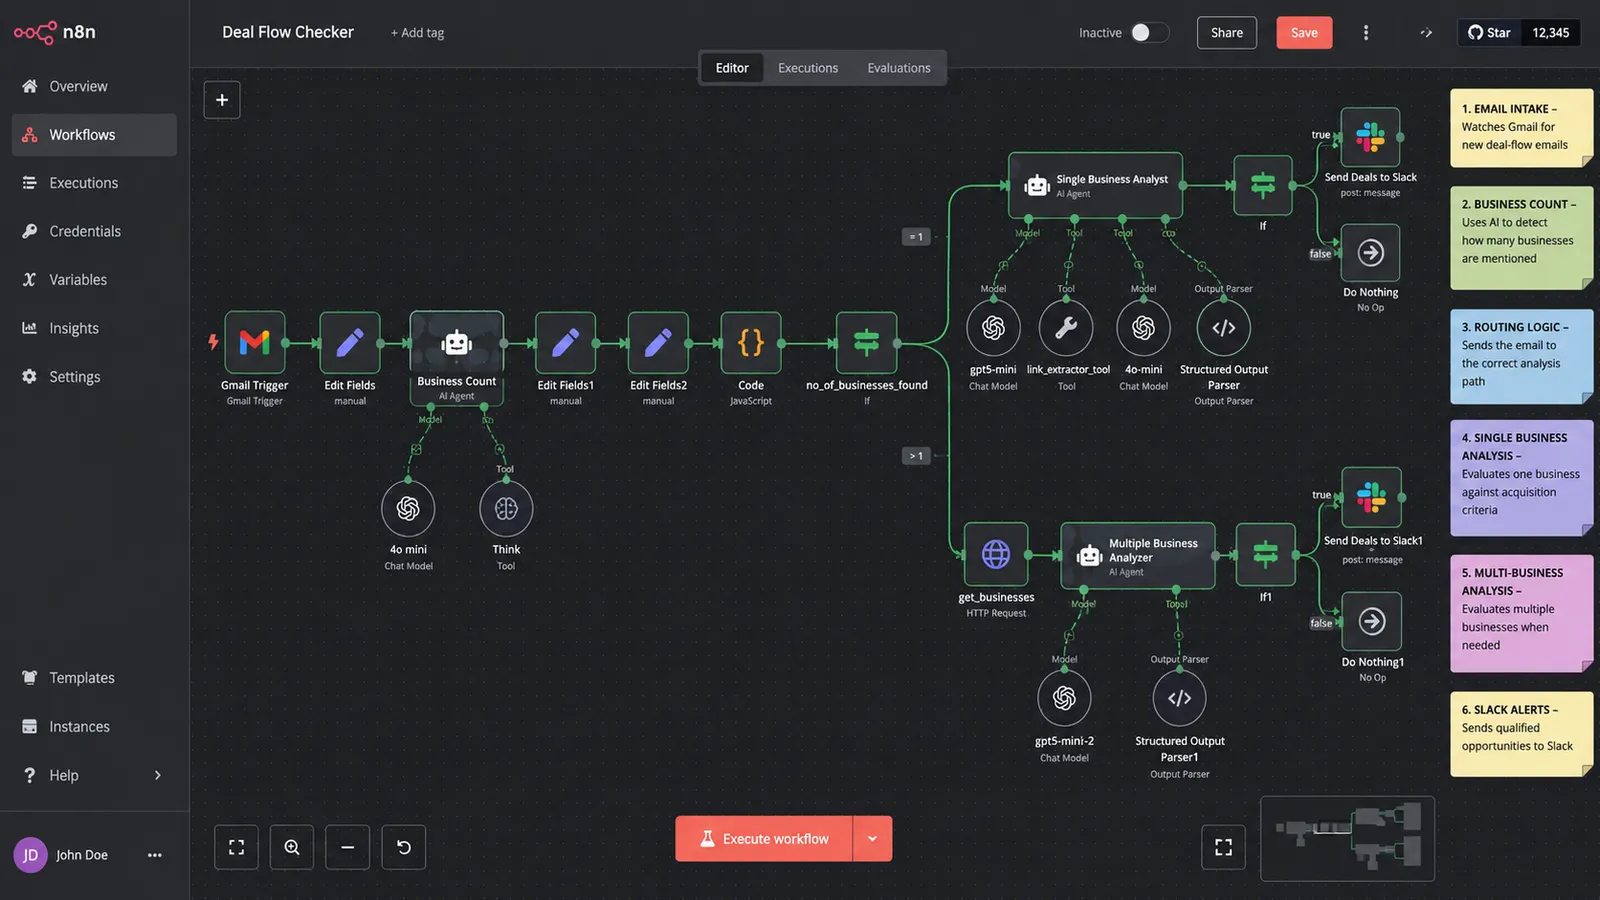 n8n
Deal Flow Checker
+ Add tag
Inactive
Share
Save
Star
12,345
Editor
Executions
Evaluations
Overview
Workflows
Executions
Credentials
Variables
Insights
Settings
Templates
Instances
Help
JD
John Doe
+
Gmail Trigger
Gmail Trigger
Edit Fields
manual
Business Count
AI Agent
Model
Tool
4o mini
Chat Model
Think
Tool
Edit Fields1
manual
Edit Fields2
manual
{}
Code
JavaScript
no_of_businesses_found
If
= 1
> 1
Single Business Analyst
AI Agent
Model
Tool
Model
Tool
Model
Output Parser
gpt5-mini
Chat Model
link_extractor_tool
Tool
4o-mini
Chat Model
</>
Structured Output
Parser
Output Parser
If
true
false
Send Deals to Slack
post: message
Do Nothing
No Op
get_businesses
HTTP Request
Multiple Business
Analyzer
AI Agent
Model
Model
Output Parser
gpt5-mini-2
Chat Model
</>
Structured Output
Parser1
Output Parser
If1
true
false
Send Deals to Slack1
post: message
Do Nothing1
No Op
1. EMAIL INTAKE –
Watches Gmail for
new deal-flow emails
2. BUSINESS COUNT –
Uses AI to detect
how many businesses
are mentioned
3. ROUTING LOGIC –
Sends the email to
the correct analysis
path
4. SINGLE BUSINESS
ANALYSIS –
Evaluates one business
against acquisition
criteria
5. MULTI-BUSINESS
ANALYSIS –
Evaluates multiple
businesses when
needed
6. SLACK ALERTS –
Sends qualified
opportunities to Slack
Execute workflow